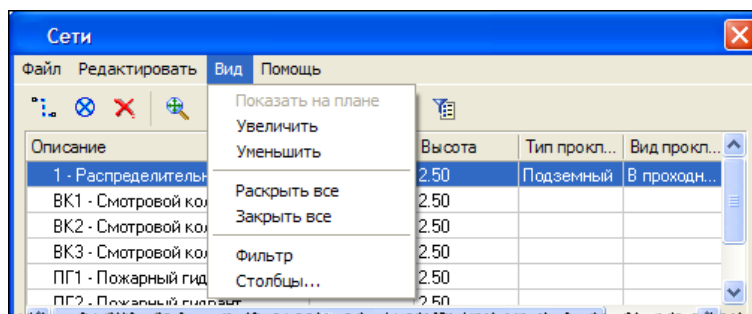 Сети
Файл Редактировать Вид Помощь
Показать на плане
Увеличить
Уменьшить
Раскрыть все
Закрыть все
Фильтр
Столбцы...
Описание Высота Тип прокл... Вид прокл...
1 - Распределительн 2.50 Подземный В проходн...
ВК1 - Смотровой кол 2.50
ВК2 - Смотровой кол 2.50
ВК3 - Смотровой кол 2.50
ПГ1 - Пожарный гид 2.50
ПГ2 - Пожарный гидрант 2.50